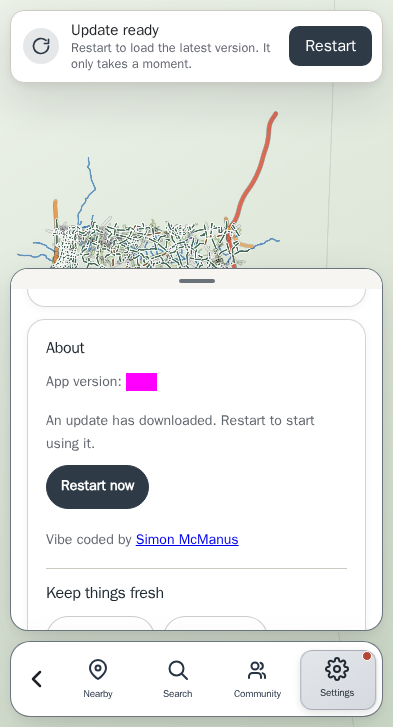 Update ready
Restart to load the latest version. It
only takes a moment.
Restart
About
App version:
An update has downloaded. Restart to start
using it.
Restart now
Vibe coded by Simon McManus
Keep things fresh
Nearby
Search
Community
Settings